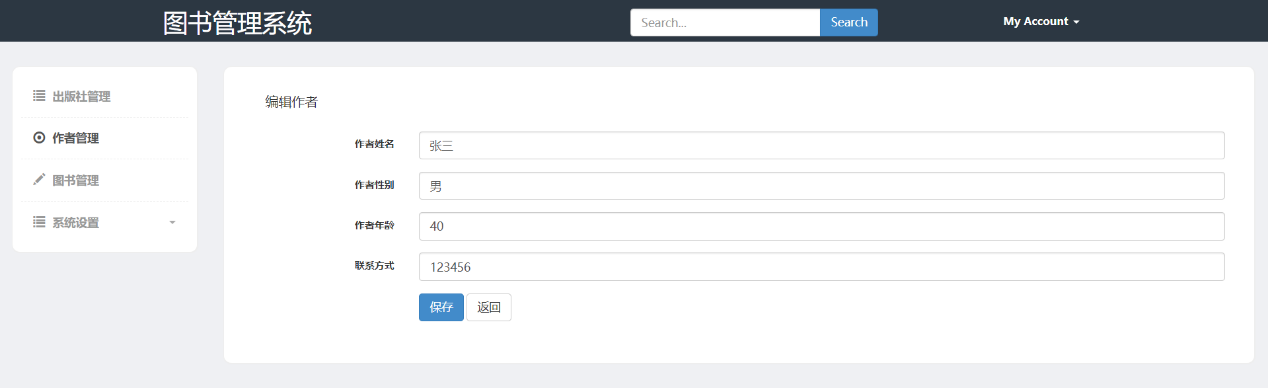 图书管理系统
Search...
Search
My Account
出版社管理
作者管理
图书管理
系统设置
编辑作者
作者姓名 张三
作者性别 男
作者年龄 40
联系方式 123456
保存 返回